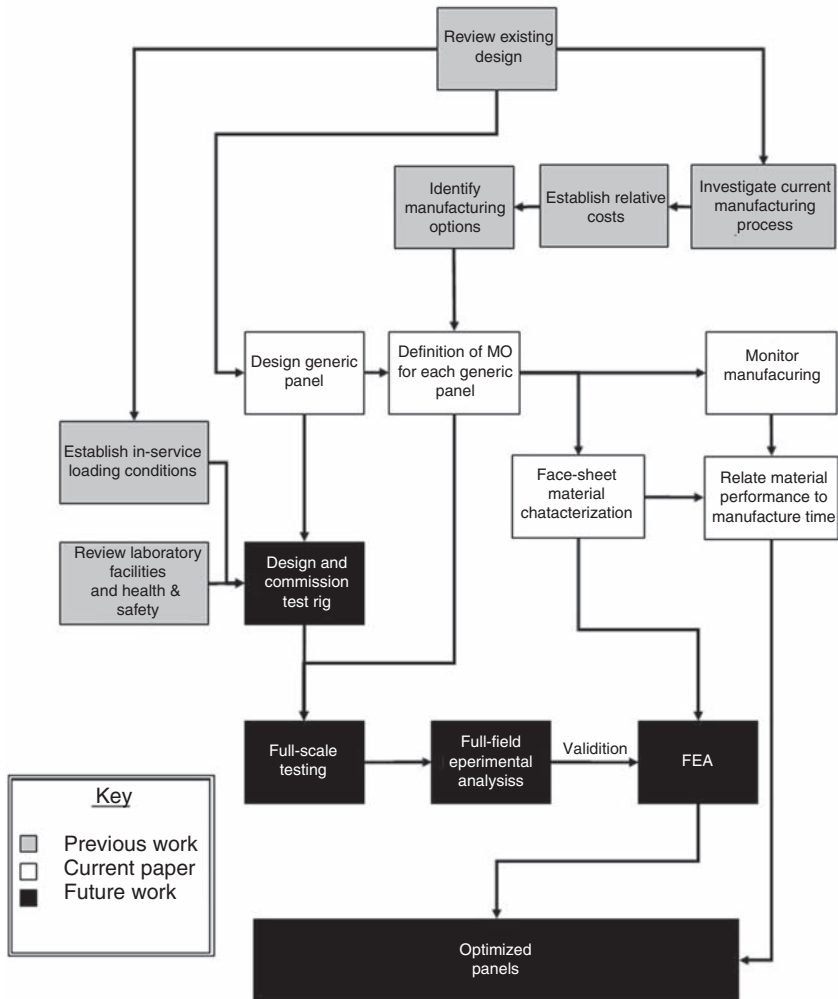 Review existing
design
Identify
manufacturing
options
Establish relative
costs
Investigate current
manufacturing
process
Design generic
panel
Definition of MO
for each generic
panel
Monitor
manufacuring
Establish in-service
loading conditions
Face-sheet
material
chatacterization
Relate material
performance to
manufacture time
Review laboratory
facilities
and health &
safety
Design and
commission
test rig
Full-scale
testing
Full-field
eperimental
analysiss
Validition
FEA
Key
Previous work
Current paper
Future work
Optimized
panels